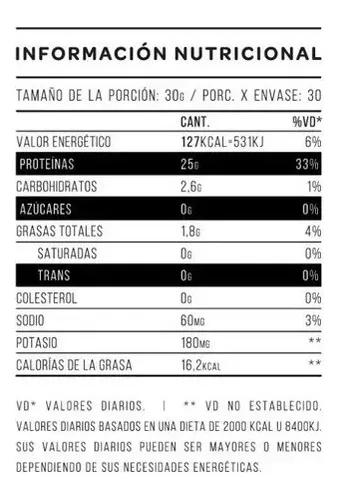 INFORMACIÓN NUTRICIONAL
TAMAÑO DE LA PORCIÓN: 30G / PORC. X ENVASE: 30
CANT. %VD*
VALOR ENERGÉTICO 127KCAL=531KJ 6%
PROTEÍNAS 25G 33%
CARBOHIDRATOS 2,6G 1%
AZÚCARES 0G 0%
GRASAS TOTALES 1,8G 4%
SATURADAS 0G 0%
TRANS 0G 0%
COLESTEROL 0G 0%
SODIO 60MG 3%
POTASIO 180MG **
CALORÍAS DE LA GRASA 16,2KCAL **
VD* VALORES DIARIOS. | ** VD NO ESTABLECIDO.
VALORES DIARIOS BASADOS EN UNA DIETA DE 2000 KCAL U 8400KJ.
SUS VALORES DIARIOS PUEDEN SER MAYORES O MENORES
DEPENDIENDO DE SUS NECESIDADES ENERGÉTICAS.